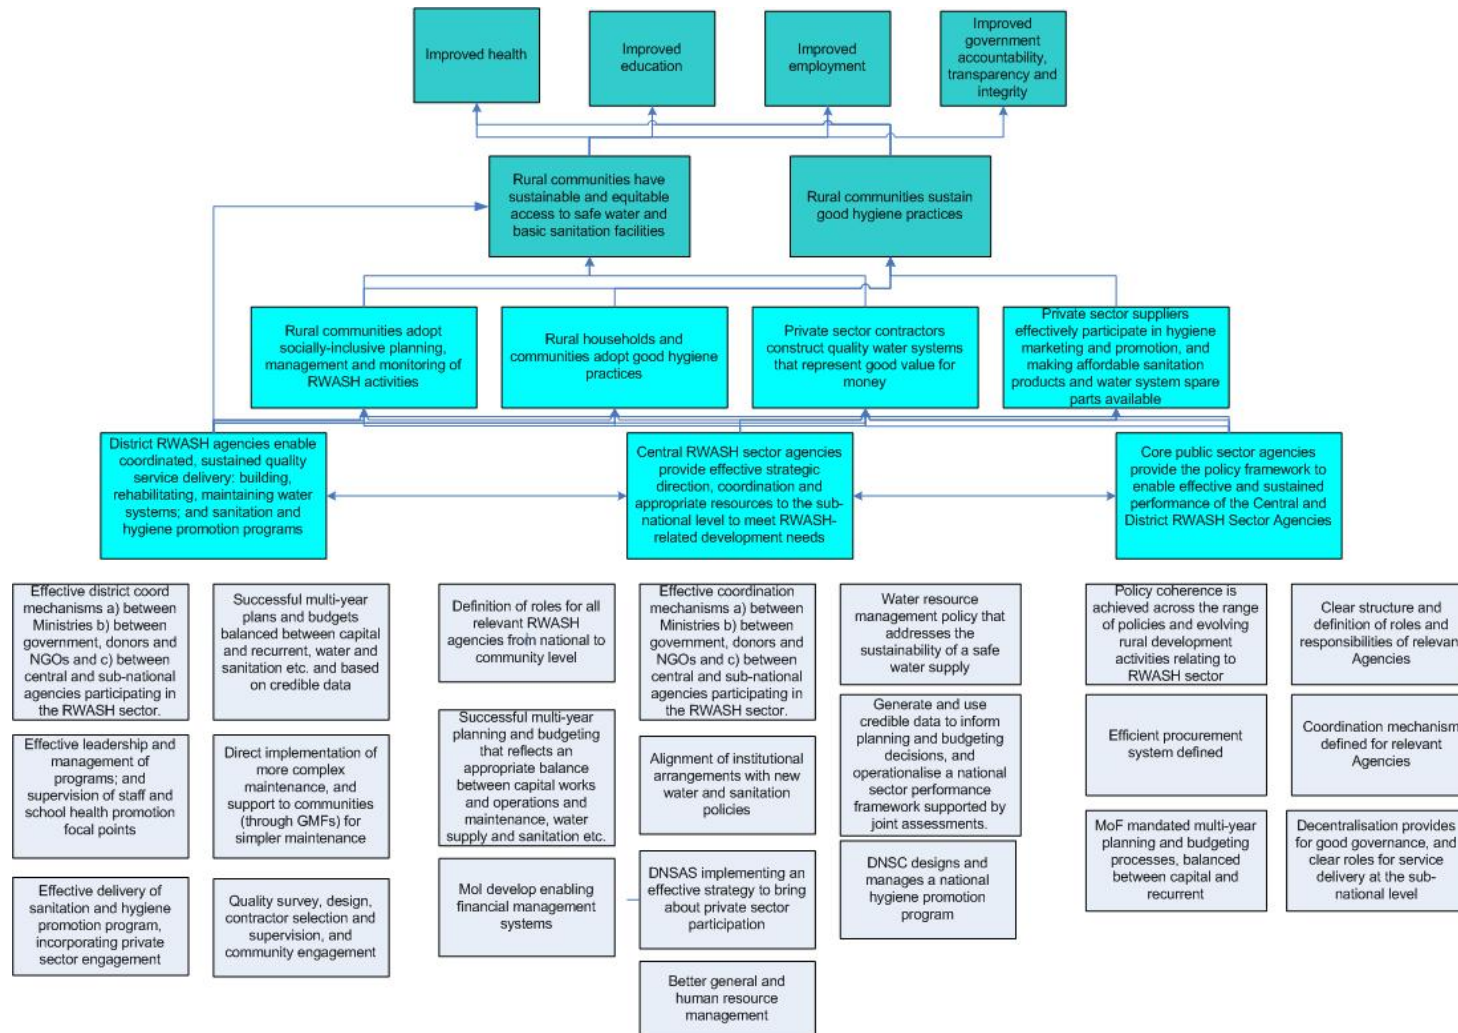 Improved health
Improved
education
Improved
employment
Improved
government
accountability,
transparency and
integrity
Rural communities have
sustainable and equitable
access to safe water and
basic sanitation facilities
Rural communities sustain
good hygiene practices
Rural communities adopt
socially-inclusive planning,
management and monitoring of
RWASH activities
Rural households and
communities adopt good hygiene
practices
Private sector contractors
construct quality water systems
that represent good value for
money
Private sector suppliers
effectively participate in hygiene
marketing and promotion, and
making affordable sanitation
products and water system spare
parts available
District RWASH agencies enable
coordinated, sustained quality
service delivery: building,
rehabilitating, maintaining water
systems; and sanitation and
hygiene promotion programs
Central RWASH sector agencies
provide effective strategic
direction, coordination and
appropriate resources to the sub-
national level to meet RWASH-
related development needs
Core public sector agencies
provide the policy framework to
enable effective and sustained
performance of the Central and
District RWASH Sector Agencies
Effective district coord
mechanisms a) between
Ministries b) between
government, donors and
NGOs and c) between
central and sub-national
agencies participating in
the RWASH sector.
Successful multi-year
plans and budgets
balanced between capital
and recurrent, water and
sanitation etc. and based
on credible data
Definition of roles for all
relevant RWASH
agencies from national to
community level
Effective coordination
mechanisms a) between
Ministries b) between
government, donors and
NGOs and c) between
central and sub-national
agencies participating in
the RWASH sector.
Water resource
management policy that
addresses the
sustainability of a safe
water supply
Policy coherence is
achieved across the range
of policies and evolving
rural development
activities relating to
RWASH sector
Clear structure and
definition of roles and
responsibilities of relevant
Agencies
Effective leadership and
management of
programs; and
supervision of staff and
school health promotion
focal points
Direct implementation of
more complex
maintenance, and
support to communities
(through GMFs) for
simpler maintenance
Successful multi-year
planning and budgeting
that reflects an
appropriate balance
between capital works
and operations and
maintenance, water
supply and sanitation etc.
Alignment of institutional
arrangements with new
water and sanitation
policies
Generate and use
credible data to inform
planning and budgeting
decisions, and
operationalise a national
sector performance
framework supported by
joint assessments.
Efficient procurement
system defined
Coordination mechanism
defined for relevant
Agencies
Effective delivery of
sanitation and hygiene
promotion program,
incorporating private
sector engagement
Quality survey, design,
contractor selection and
supervision, and
community engagement
MoI develop enabling
financial management
systems
DNSAS implementing an
effective strategy to bring
about private sector
participation
DNSC designs and
manages a national
hygiene promotion
program
MoF mandated multi-year
planning and budgeting
processes, balanced
between capital and
recurrent
Decentralisation provides
for good governance, and
clear roles for service
delivery at the sub-
national level
Better general and
human resource
management